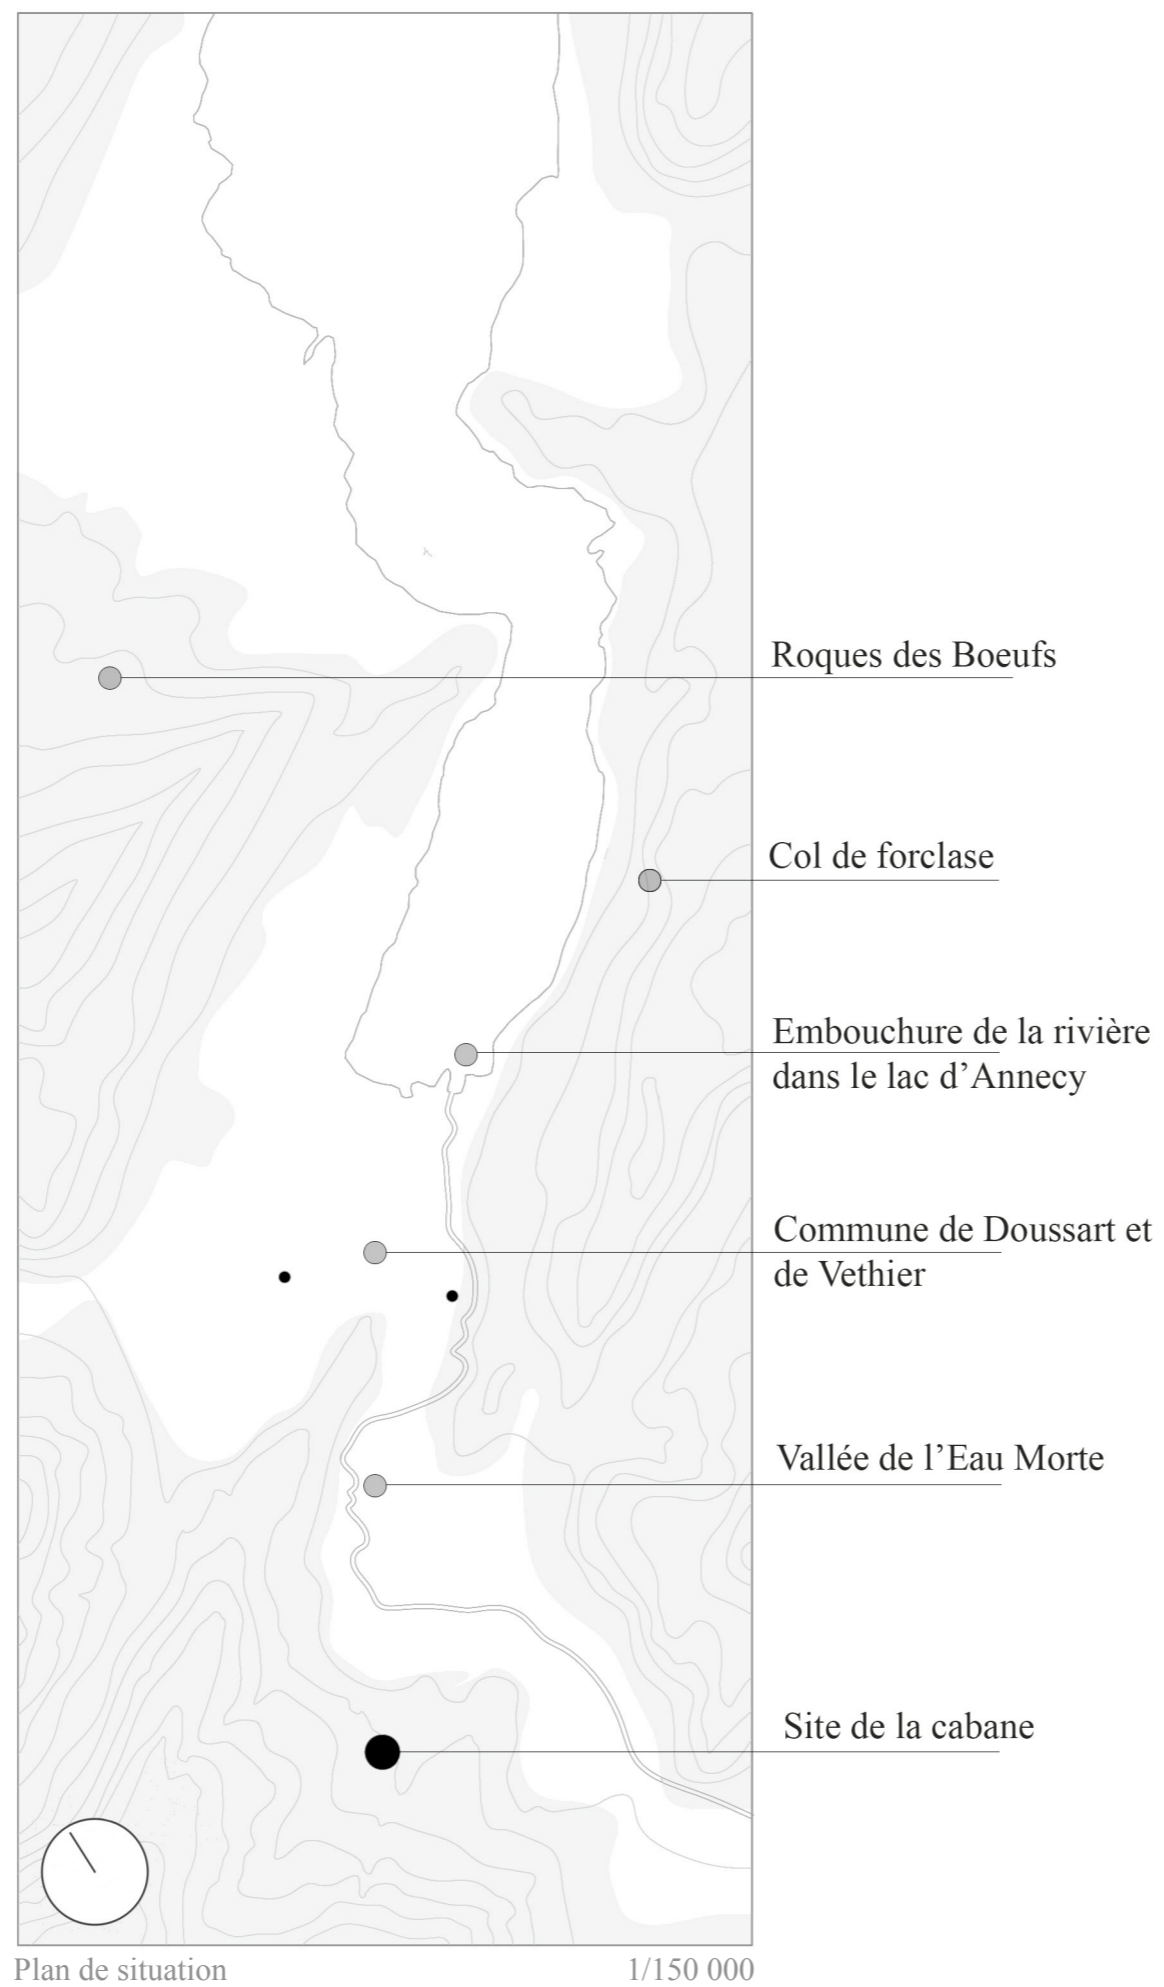 Roques des Boeufs
Col de forclase
Embouchure de la rivière
dans le lac d’Annecy
Commune de Doussart et
de Vethier
Vallée de l’Eau Morte
Site de la cabane
Plan de situation
1/150 000